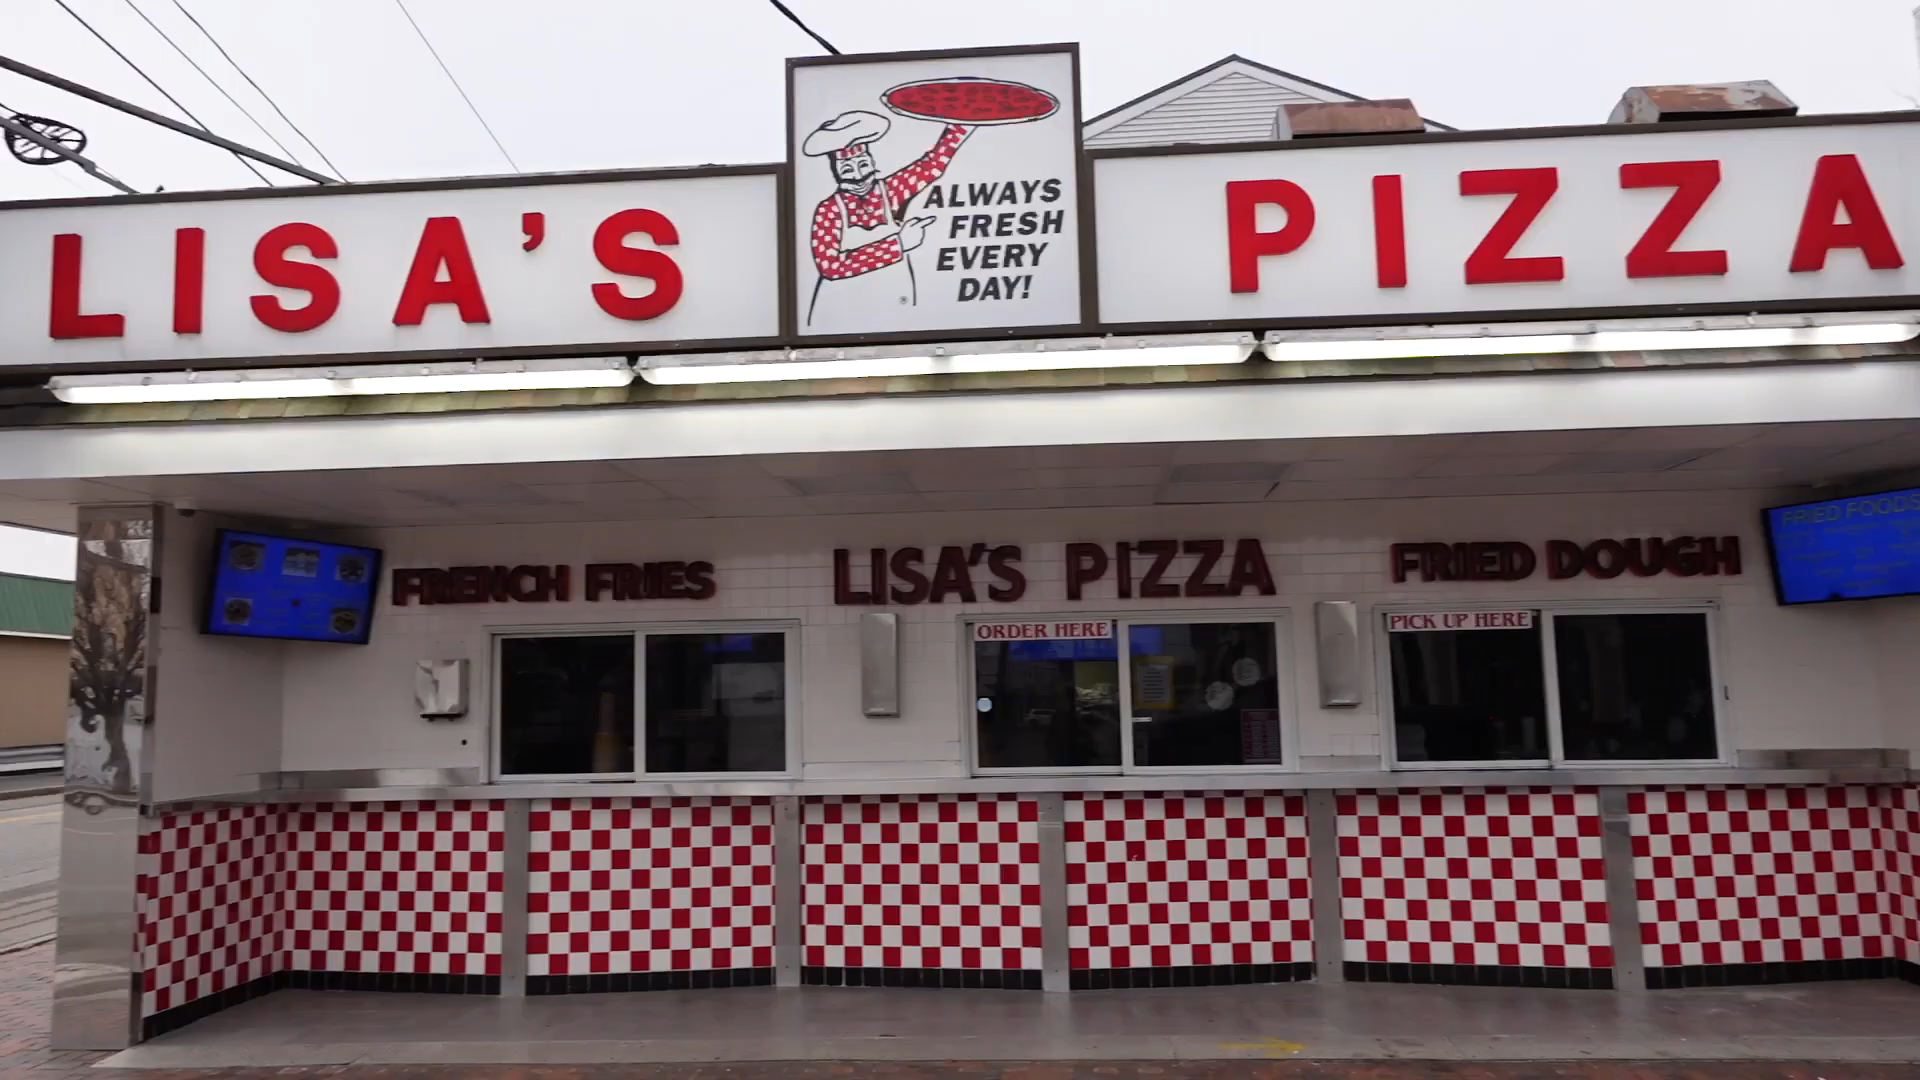 LISA'S
ALWAYS
FRESH
EVERY
DAY!
PIZZA
FRENCH FRIES
LISA'S PIZZA
FRIED DOUGH
FRIED FOODS
ORDER HERE
PICK UP HERE